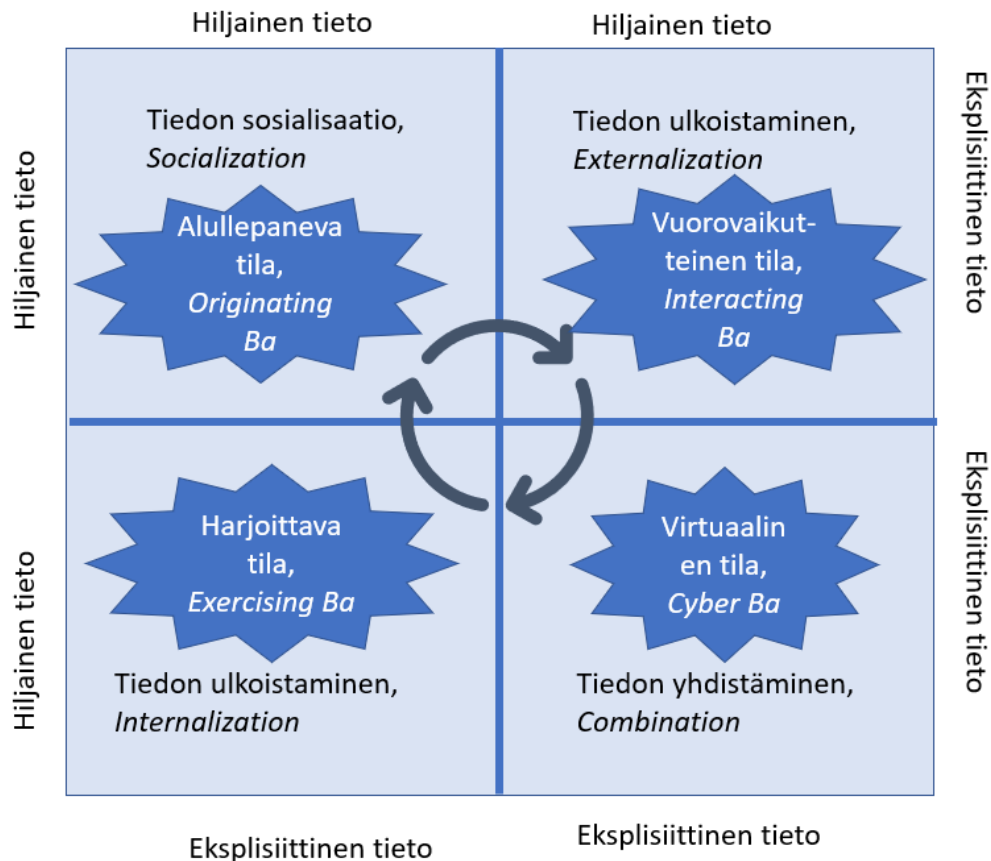 Hiljainen tieto
Hiljainen tieto
Hiljainen tieto
Eksplisiittinen tieto
Tiedon sosialisaatio,
Socialization
Alullepaneva
tila,
Originating
Ba
Tiedon ulkoistaminen,
Externalization
Vuorovaikut-
teinen tila,
Interacting
Ba
Hiljainen tieto
Eksplisiittinen tieto
Harjoittava
tila,
Exercising Ba
Tiedon ulkoistaminen,
Internalization
Virtuaalin
en tila,
Cyber Ba
Tiedon yhdistäminen,
Combination
Eksplisiittinen tieto
Eksplisiittinen tieto